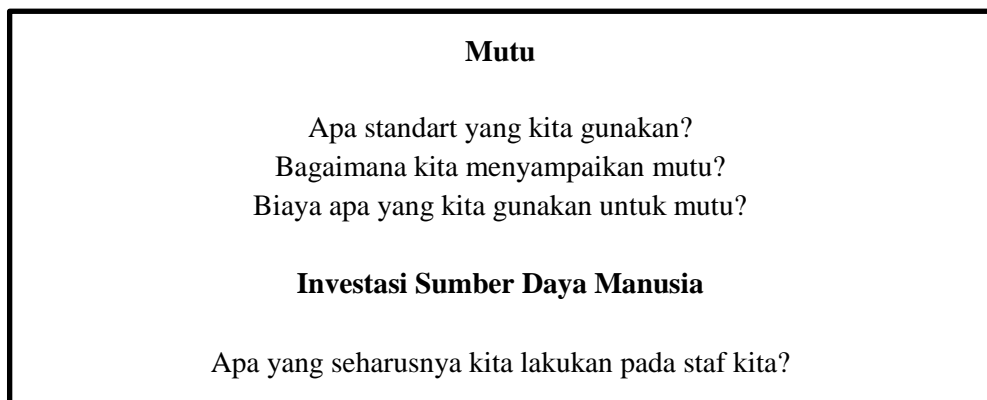 Mutu
Apa standart yang kita gunakan?
Bagaimana kita menyampaikan mutu?
Biaya apa yang kita gunakan untuk mutu?
Investasi Sumber Daya Manusia
Apa yang seharusnya kita lakukan pada staf kita?